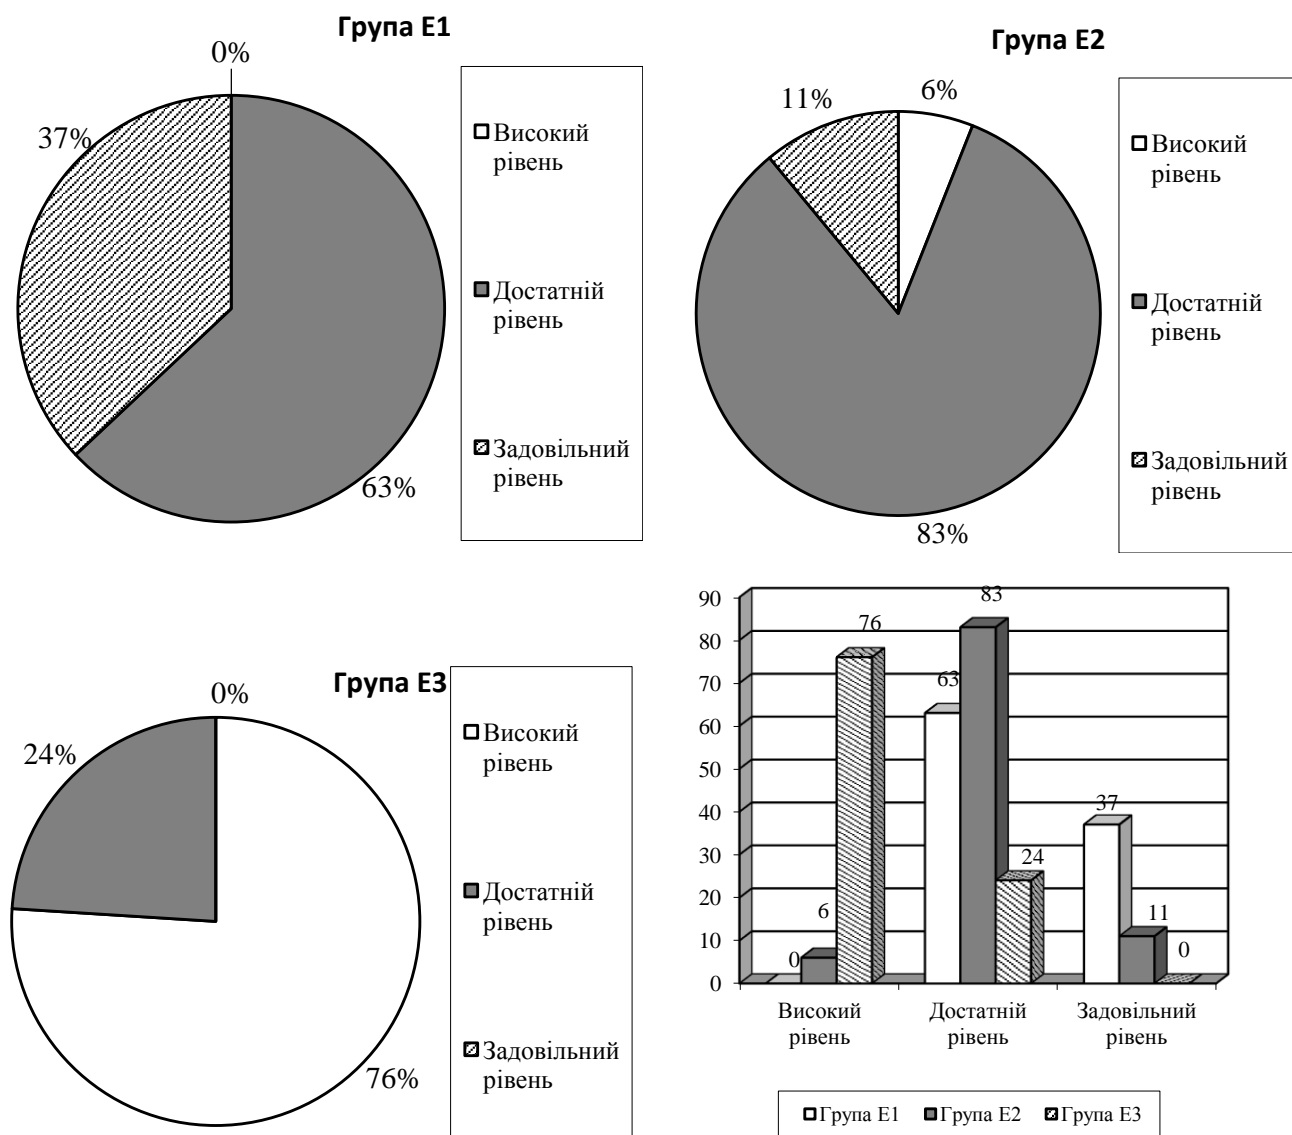 Група Е1
0%
37%
63%
Високий
рівень
Достатній
рівень
Задовільний
рівень
Група Е2
11%
6%
83%
Високий
рівень
Достатній
рівень
Задовільний
рівень
Група Е3
0%
24%
76%
Високий
рівень
Достатній
рівень
Задовільний
рівень
90
80
70
60
50
40
30
20
10
0
0
6
76
63
83
24
37
11
0
Високий
рівень
Достатній
рівень
Задовільний
рівень
Група Е1 Група Е2 Група Е3